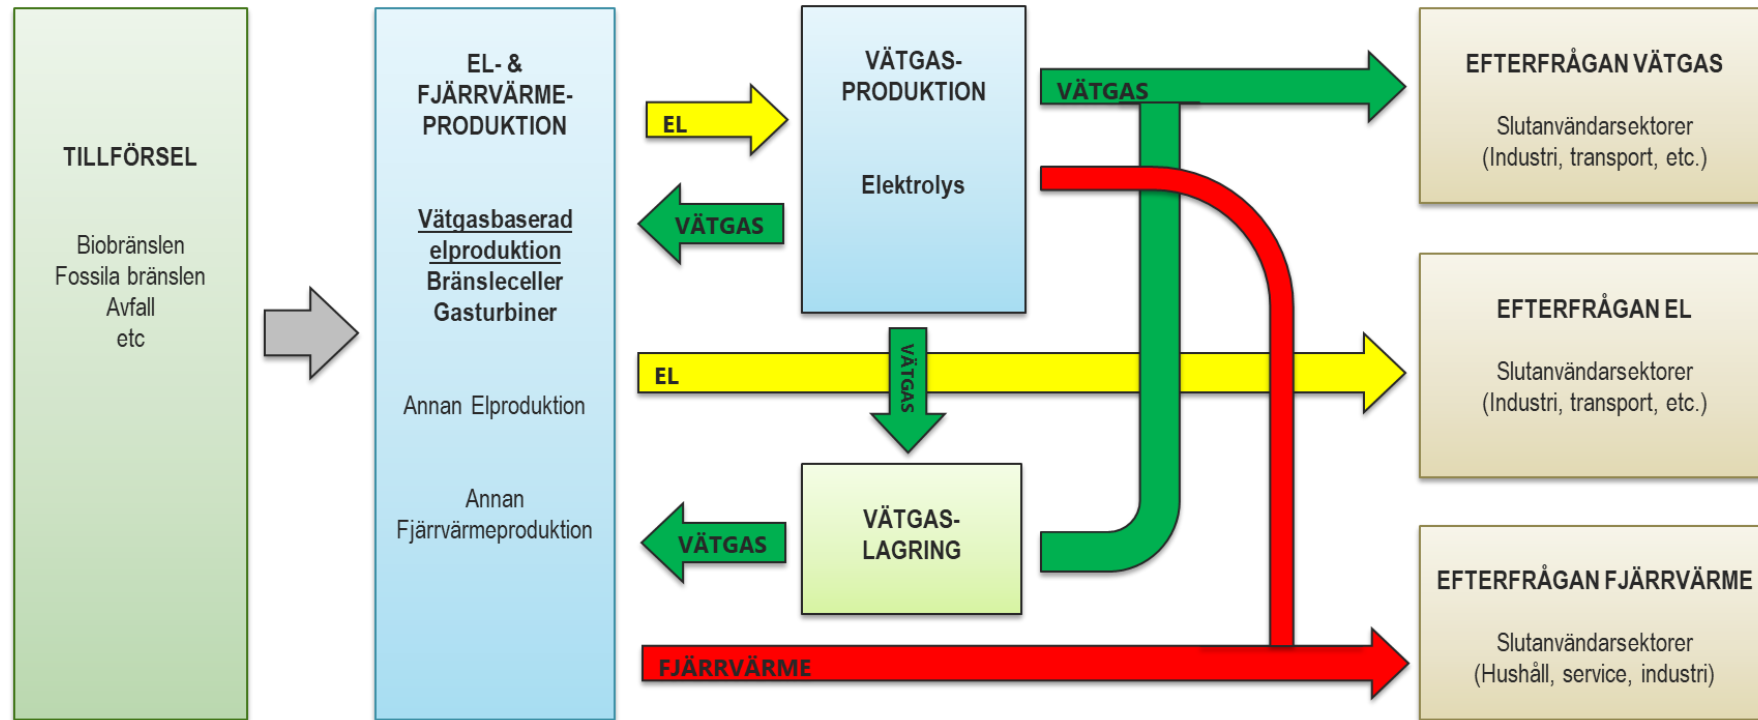 TILLFÖRSEL
Biobränslen
Fossila bränslen
Avfall
etc
EL- &
FJÄRRVÄRME-
PRODUKTION
Vätgasbaserad
elproduktion
Bränsleceller
Gasturbiner
Annan Elproduktion
Annan
Fjärrvärmeproduktion
EL
VÄTGAS
EL
VÄTGAS
FJÄRRVÄRME
VÄTGAS-
PRODUKTION
Elektrolys
VÄTGAS
VÄTGAS-
LAGRING
VÄTGAS
EFTERFRÅGAN VÄTGAS
Slutanvändarsektorer
(Industri, transport, etc.)
EFTERFRÅGAN EL
Slutanvändarsektorer
(Industri, transport, etc.)
EFTERFRÅGAN FJÄRRVÄRME
Slutanvändarsektorer
(Hushåll, service, industri)